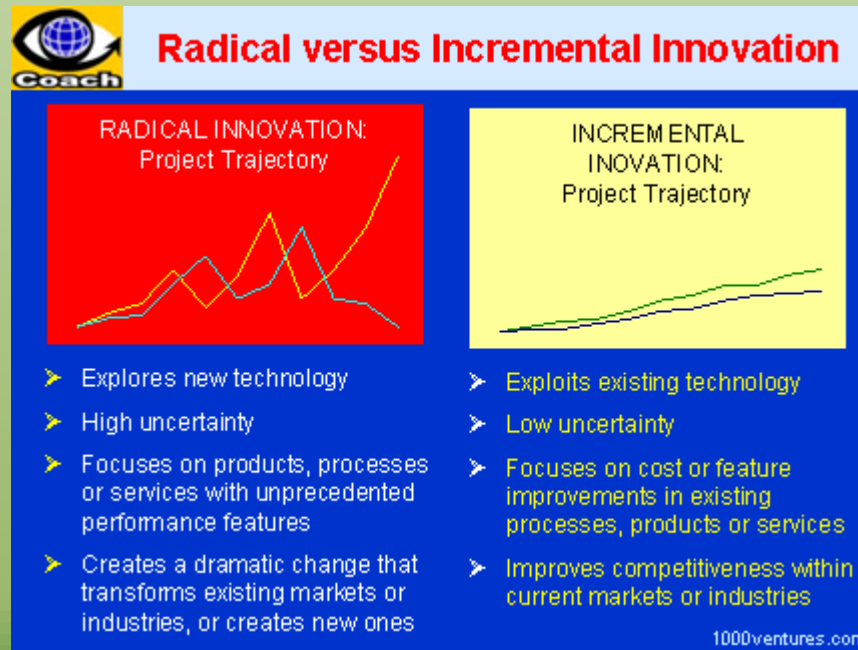 Coach
Radical versus Incremental Innovation
RADICAL INNOVATION:
Project Trajectory
➢ Explores new technology
➢ High uncertainty
➢ Focuses on products, processes
or services with unprecedented
performance features
➢ Creates a dramatic change that
transforms existing markets or
industries, or creates new ones
INCREMENTAL
INOVATION:
Project Trajectory
➢ Exploits existing technology
➢ Low uncertainty
➢ Focuses on cost or feature
improvements in existing
processes, products or services
➢ Improves competitiveness within
current markets or industries
1000ventures.com